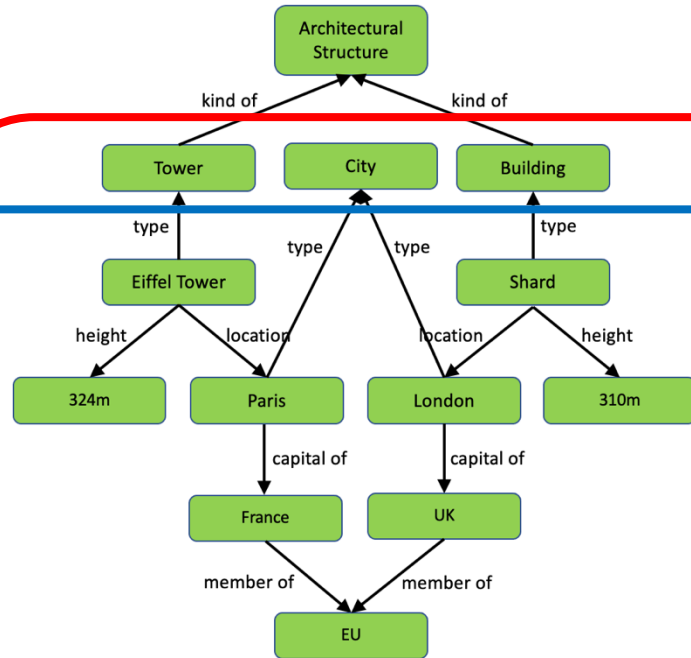 Architectural
Structure
kind of
kind of
Tower
City
Building
type
type
type
type
Eiffel Tower
Shard
height
location
location
height
324m
Paris
London
310m
capital of
capital of
France
UK
member of
member of
EU